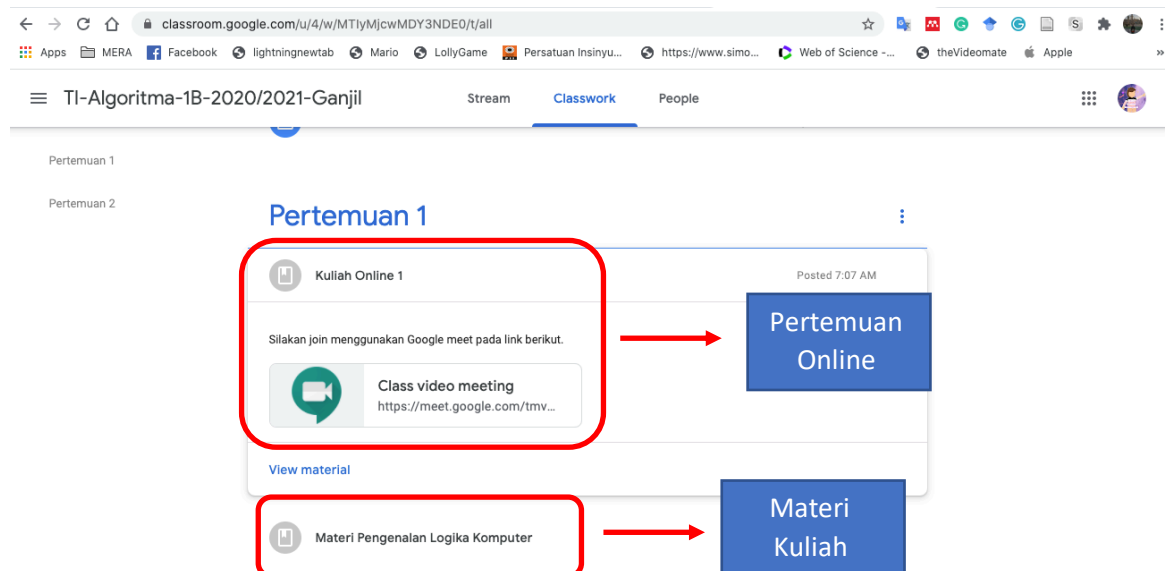 classroom.google.com/u/4/w/MTIyMjcwMDY3NDE0/t/all
Apps MERA Facebook lightningnewtab Mario LollyGame Persatuan Insinyu... https://www.simo... Web of Science -... theVideomate Apple »
TI-Algoritma-1B-2020/2021-Ganjil Stream Classwork People
Pertemuan 1
Pertemuan 2
Pertemuan 1
Kuliah Online 1 Posted 7:07 AM
Silakan join menggunakan Google meet pada link berikut.
Class video meeting
https://meet.google.com/tmv...
Pertemuan
Online
View material
Materi Pengenalan Logika Komputer
Materi
Kuliah